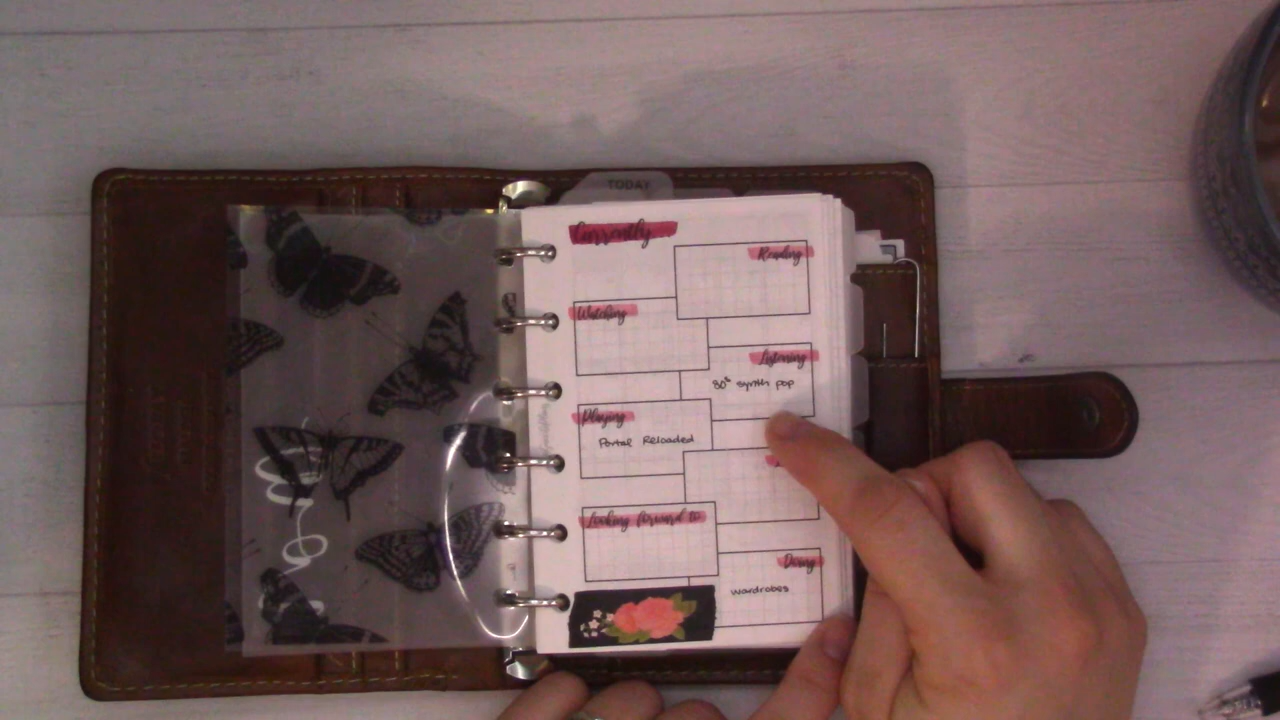 TODAY
Currently
Reading
Watching
Listening
80s synth pop
Playing
Portal Reloaded
Looking forward to
Doing
wardrobes